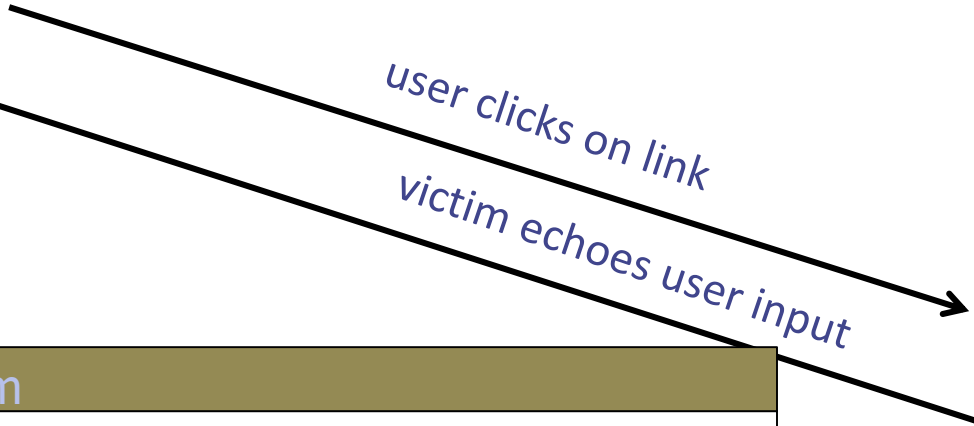 user clicks on link
victim echoes user input
m